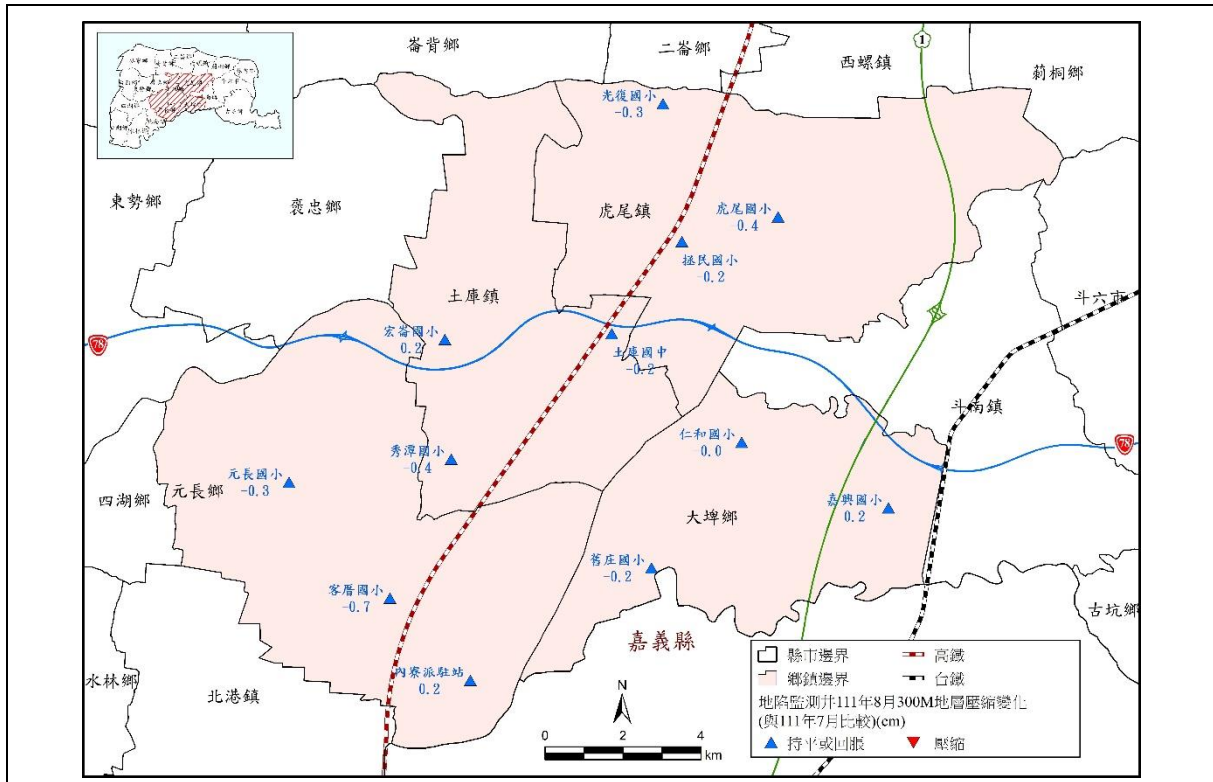 崙背鄉
二崙鄉
西螺鎮
莿桐鄉
1
光復國小
-0.3
東勢鄉
褒忠鄉
虎尾鎮
虎尾國小
-0.4
拯民國小
-0.2
土庫鎮
斗六市
78
宏崙國小
0.2
土庫國中
-0.2
斗南鎮
78
仁和國小
-0.0
秀潭國小
-0.4
元長國小
-0.3
四湖鄉
元長鄉
嘉興國小
0.2
大埤鄉
舊庄國小
-0.2
客厝國小
-0.7
古坑鄉
嘉義縣
內寮派駐站
0.2
水林鄉
北港鎮
N
0 2 4
km
縣市邊界
高鐵
鄉鎮邊界
台鐵
地陷監測井111年8月300M地層壓縮變化
(與111年7月比較)(cm)
持平或回脹
壓縮